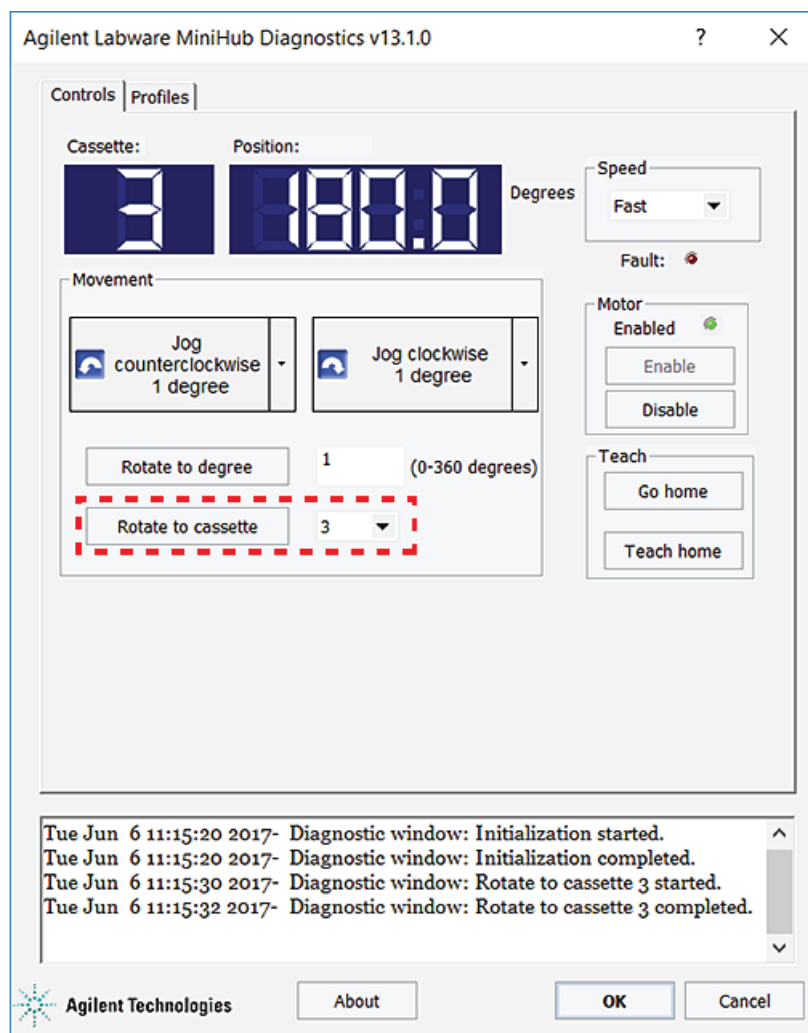 Agilent Labware MiniHub Diagnostics v13.1.0
?
Controls
Profiles
Cassette:
Position:
3
180.0
Degrees
Speed
Fast
Fault:
Movement
Jog
counterclockwise
1 degree
Jog clockwise
1 degree
Motor
Enabled
Enable
Disable
Rotate to degree
1
(0-360 degrees)
Rotate to cassette
3
Teach
Go home
Teach home
Tue Jun 6 11:15:20 2017- Diagnostic window: Initialization started.
Tue Jun 6 11:15:20 2017- Diagnostic window: Initialization completed.
Tue Jun 6 11:15:30 2017- Diagnostic window: Rotate to cassette 3 started.
Tue Jun 6 11:15:32 2017- Diagnostic window: Rotate to cassette 3 completed.
Agilent Technologies
About
OK
Cancel